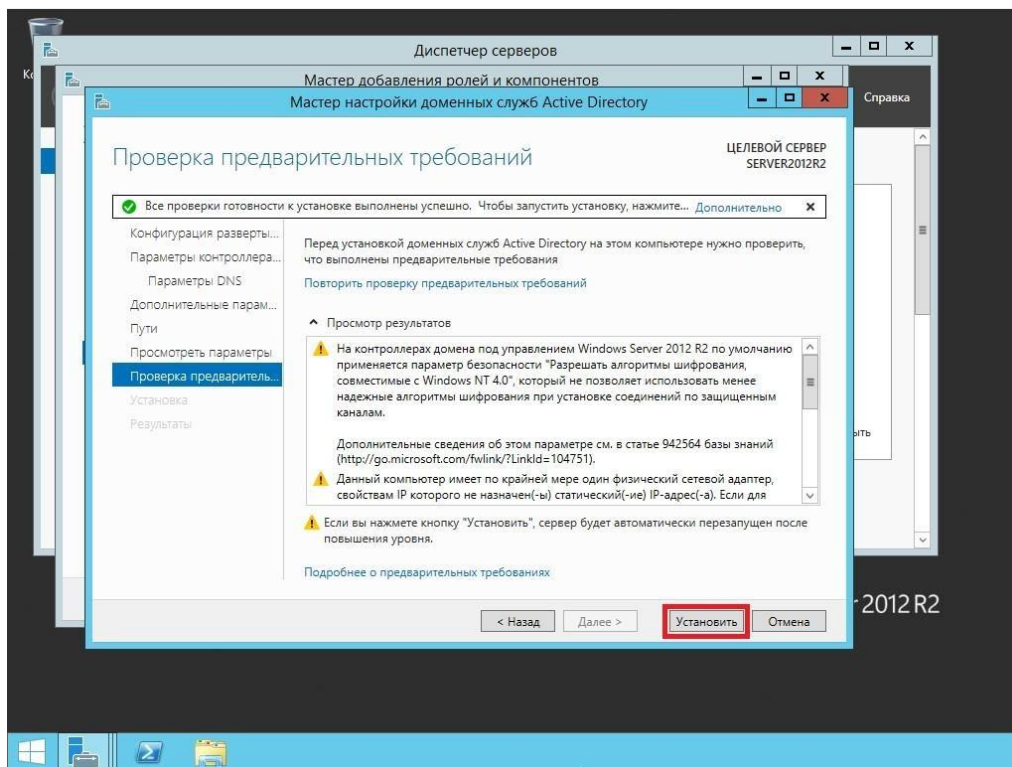 Диспетчер серверов
Мастер добавления ролей и компонентов
Мастер настройки доменных служб Active Directory
Справка
Проверка предварительных требований
ЦЕЛЕВОЙ СЕРВЕР
SERVER2012R2
Все проверки готовности к установке выполнены успешно. Чтобы запустить установку, нажмите... Дополнительно
Конфигурация разверты...
Параметры контроллера...
Параметры DNS
Дополнительные парам...
Пути
Просмотреть параметры
Проверка предваритель...
Установка
Результаты
Перед установкой доменных служб Active Directory на этом компьютере нужно проверить,
что выполнены предварительные требования
Повторить проверку предварительных требований
Просмотр результатов
На контроллерах домена под управлением Windows Server 2012 R2 по умолчанию
применяется параметр безопасности "Разрешать алгоритмы шифрования,
совместимые с Windows NT 4.0", который не позволяет использовать менее
надежные алгоритмы шифрования при установке соединений по защищенным
каналам.
Дополнительные сведения об этом параметре см. в статье 942564 базы знаний
(http://go.microsoft.com/fwlink/?LinkId=104751).
Данный компьютер имеет по крайней мере один физический сетевой адаптер,
свойствам IP которого не назначен(-ы) статический(-ие) IP-адрес(-а). Если для
Если вы нажмете кнопку "Установить", сервер будет автоматически перезапущен после
повышения уровня.
Подробнее о предварительных требованиях
< Назад
Далее >
Установить
Отмена
ыть
2012 R2